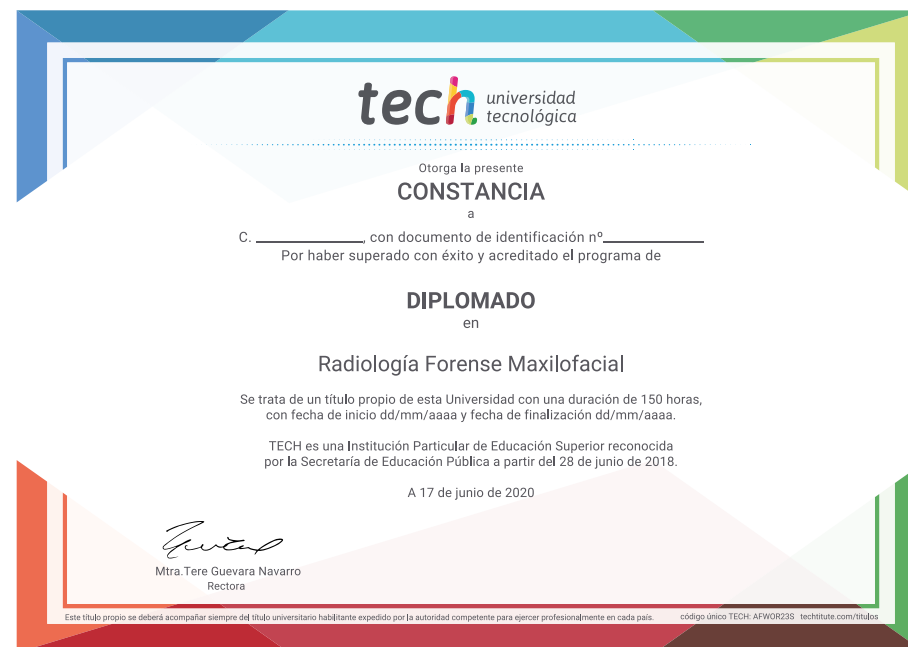 tech universidad
tecnológica
Otorga la presente
CONSTANCIA
a
C. ______________, con documento de identificación nº_____________
Por haber superado con éxito y acreditado el programa de
DIPLOMADO
en
Radiología Forense Maxilofacial
Se trata de un título propio de esta Universidad con una duración de 150 horas,
con fecha de inicio dd/mm/aaaa y fecha de finalización dd/mm/aaaa.
TECH es una Institución Particular de Educación Superior reconocida
por la Secretaría de Educación Pública a partir del 28 de junio de 2018.
A 17 de junio de 2020
Mtra.Tere Guevara Navarro
Rectora
Este título propio se deberá acompañar siempre del título universitario habilitante expedido por la autoridad competente para ejercer profesionalmente en cada país. código único TECH: AFWOR23S techtitute.com/titulos